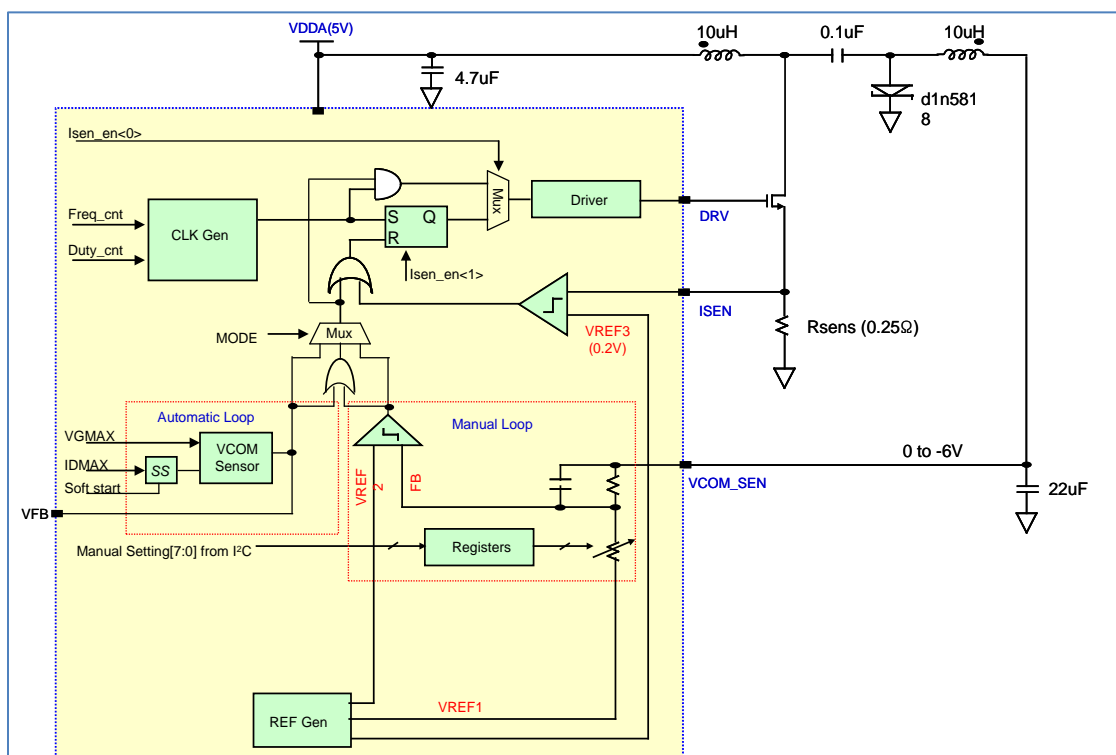 VDDA(5V)
10uH
0.1uF
10uH
4.7uF
d1n581
8
Isen_en<0>
Mux
Driver
DRV
Freq_cnt
Duty_cnt
CLK Gen
S Q
R
Isen_en<1>
ISEN
VREF3
(0.2V)
Rsens (0.25Ω)
MODE
Mux
Automatic Loop
Manual Loop
VGMAX
IDMAX
Soft start
SS
VCOM
Sensor
VREF
2
FB
0 to -6V
VCOM_SEN
22uF
VFB
Manual Setting[7:0] from I²C
Registers
REF Gen
VREF1